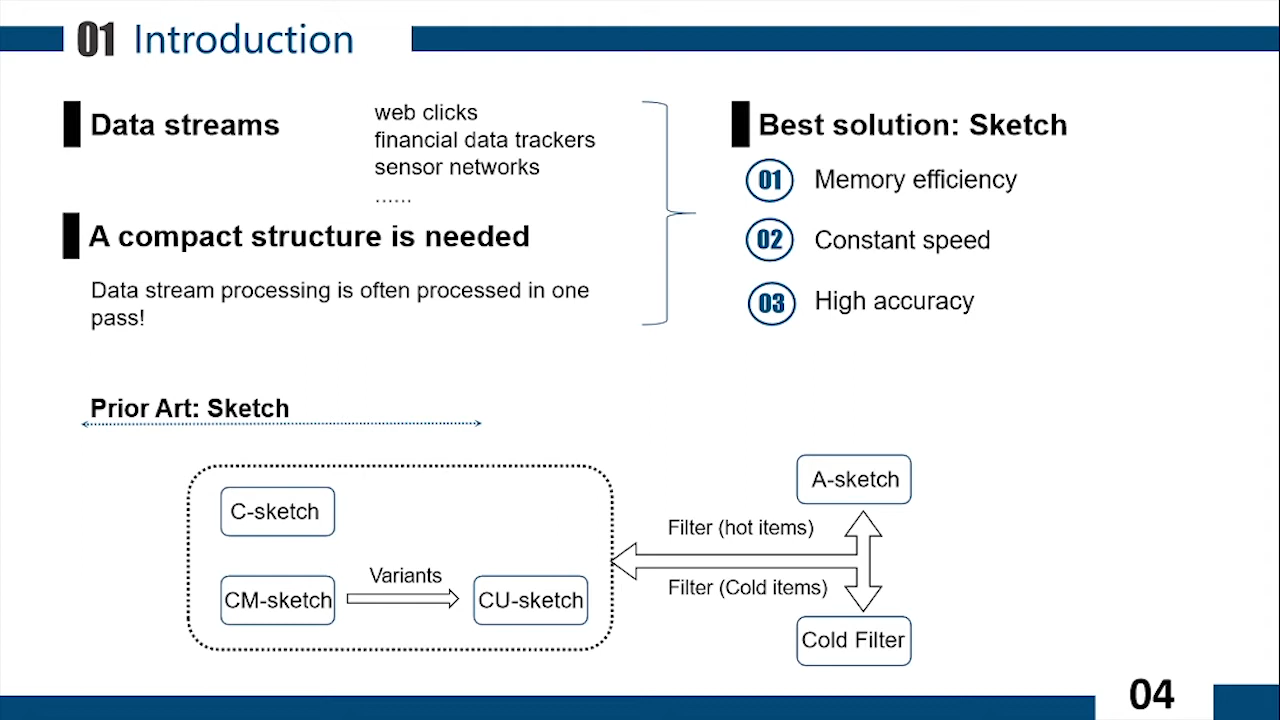 01 Introduction
Data streams
web clicks
financial data trackers
sensor networks
......
A compact structure is needed
Data stream processing is often processed in one
pass!
Best solution: Sketch
01 Memory efficiency
02 Constant speed
03 High accuracy
Prior Art: Sketch
C-sketch
CM-sketch
Variants
CU-sketch
Filter (hot items)
Filter (Cold items)
A-sketch
Cold Filter
04